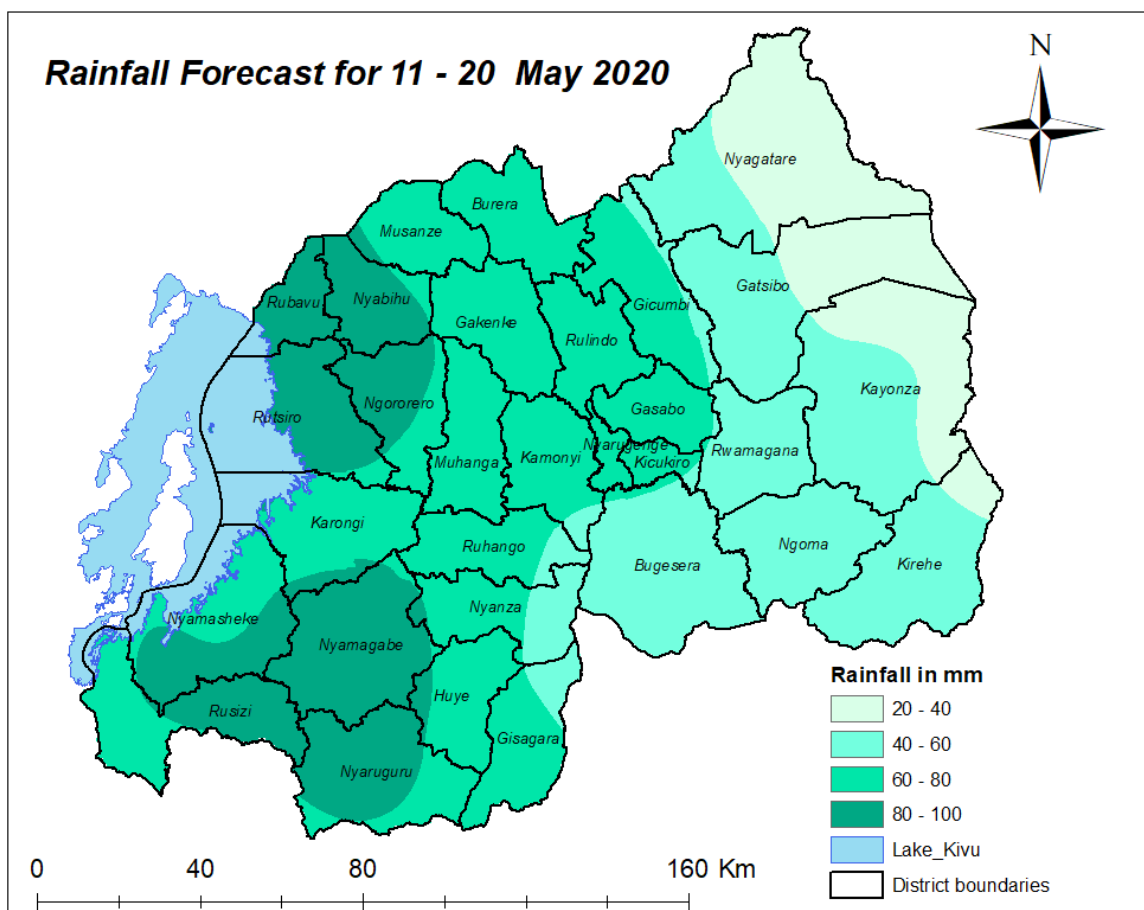 Rainfall Forecast for 11 - 20 May 2020
N
Nyagatare
Burera
Musanze
Rubavu
Nyabihu
Gatsibo
Gicumbi
Gakenke
Rulindo
Kayonza
Ngororero
Gasabo
Rutsiro
Nyarugenge
Rwamagana
Muhanga
Kamonyi
Kicukiro
Karongi
Ruhango
Ngoma
Bugesera
Kirehe
Nyanza
Nyamasheke
Nyamagabe
Huye
Rusizi
Gisagara
Nyaruguru
Rainfall in mm
20 - 40
40 - 60
60 - 80
80 - 100
Lake_Kivu
District boundaries
0 40 80 160 Km